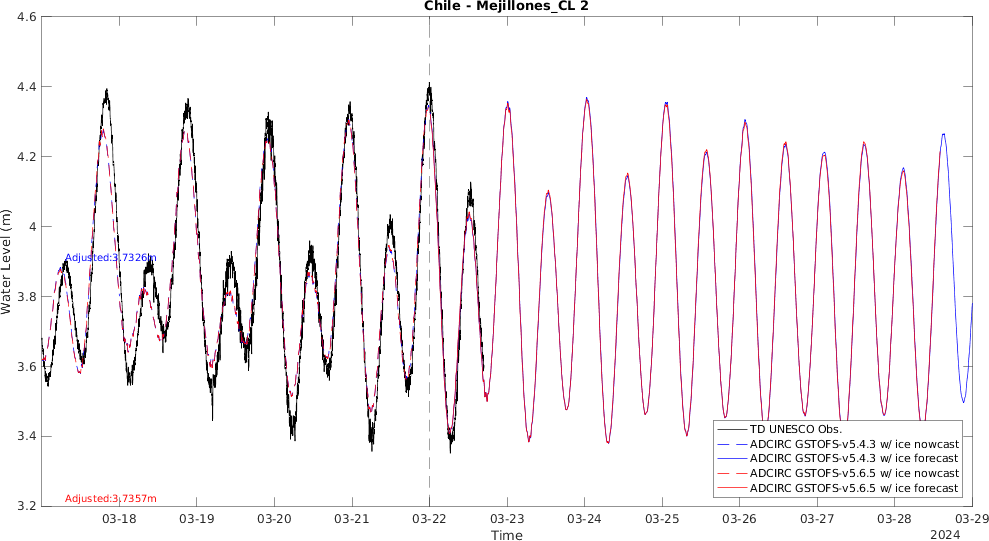 Chile - Mejillones_CL 2
4.6
4.4
4.2
4
3.8
3.6
3.4
3.2
Water Level (m)
Adjusted:3.7326m
Adjusted:3.7357m
TD UNESCO Obs.
ADCIRC GSTOFS-v5.4.3 w/ ice nowcast
ADCIRC GSTOFS-v5.4.3 w/ ice forecast
ADCIRC GSTOFS-v5.6.5 w/ ice nowcast
ADCIRC GSTOFS-v5.6.5 w/ ice forecast
03-18 03-19 03-20 03-21 03-22 03-23 03-24 03-25 03-26 03-27 03-28 03-29
Time
2024